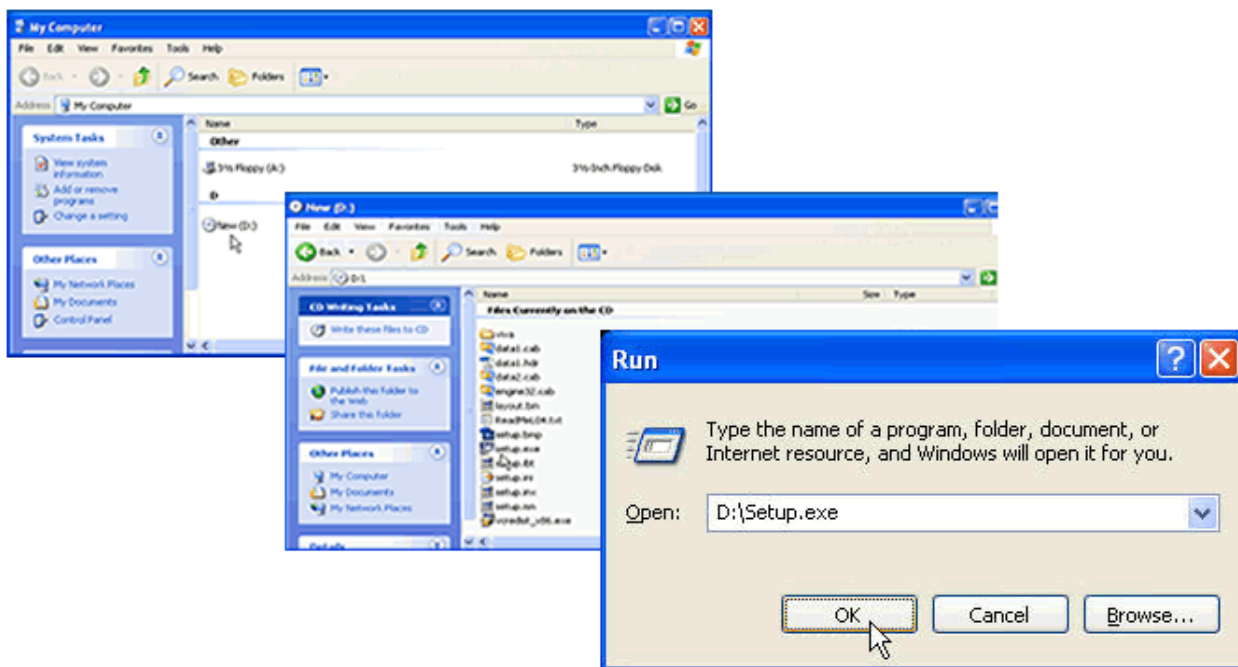 My Computer
File Edit View Favorites Tools Help
Back Search Folders
Address My Computer Go
System Tasks
View system
information
Add or remove
programs
Change a setting
Other Places
My Network Places
My Documents
Control Panel
Name Type
Other
3½ Floppy (A:) 3½-Inch Floppy Disk
D
New (D:)
New (D:)
File Edit View Favorites Tools Help
Back Search Folders
Address D:\
CD Writing Tasks
Write these files to CD
File and Folder Tasks
Publish this folder to
the Web
Share this folder
Other Places
My Computer
My Documents
My Network Places
Details
Name Size Type
Files Currently on the CD
viva
data1.cab
data1.hdr
data2.cab
engine32.cab
layout.bin
setup.bmp
setup.exe
setup.ibt
setup.ini
setup.inx
setup.isn
vcredist_x86.exe
Run
Type the name of a program, folder, document, or
Internet resource, and Windows will open it for you.
Open: D:\Setup.exe
OK Cancel Browse...